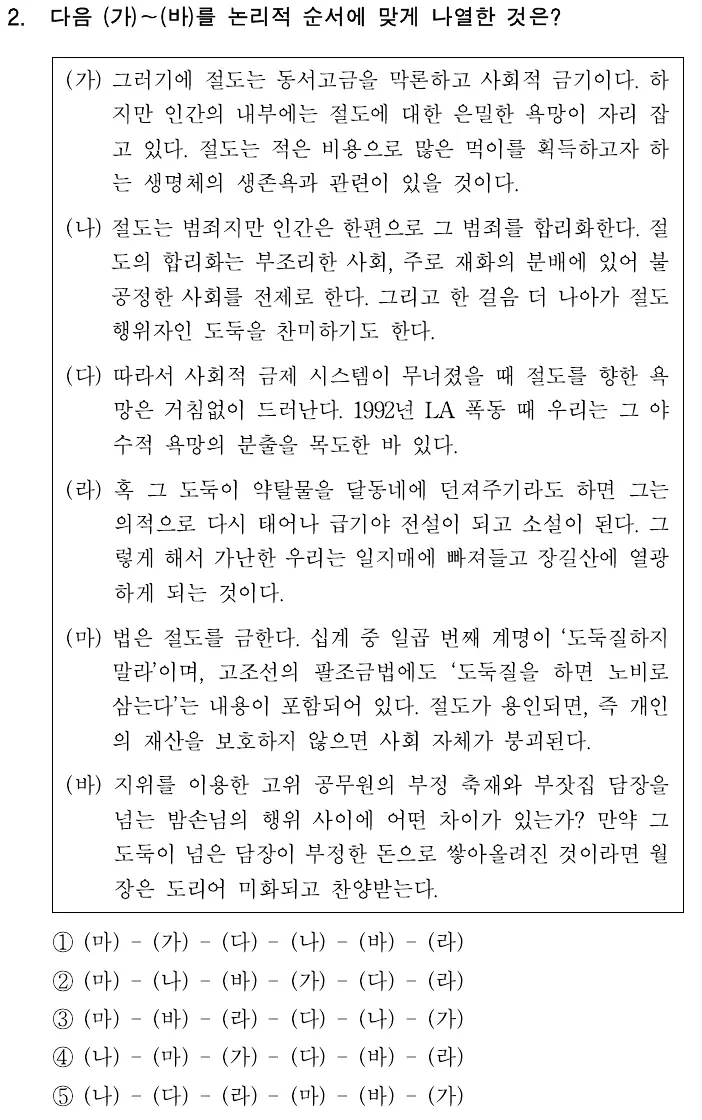 2. 다음 (가)~(바)를 논리적 순서에 맞게 나열한 것은?
(가) 그러기에 절도는 동서고금을 막론하고 사회적 금기이다. 하
지만 인간의 내부에는 절도에 대한 은밀한 욕망이 자리 잡
고 있다. 절도는 적은 비용으로 많은 먹이를 획득하고자 하
는 생명체의 생존욕과 관련이 있을 것이다.
(나) 절도는 범죄지만 인간은 한편으로 그 범죄를 합리화한다. 절
도의 합리화는 부조리한 사회, 주로 재화의 분배에 있어 불
공정한 사회를 전제로 한다. 그리고 한 걸음 더 나아가 절도
행위자인 도둑을 찬미하기도 한다.
(다) 따라서 사회적 금제 시스템이 무너졌을 때 절도를 향한 욕
망은 거침없이 드러난다. 1992년 LA 폭동 때 우리는 그 야
수적 욕망의 분출을 목도한 바 있다.
(라) 혹 그 도둑이 약탈물을 달동네에 던져주기라도 하면 그는
의적으로 다시 태어나 급기야 전설이 되고 소설이 된다. 그
렇게 해서 가난한 우리는 일지매에 빠져들고 장길산에 열광
하게 되는 것이다.
(마) 법은 절도를 금한다. 십계 중 일곱 번째 계명이 '도둑질하지
말라'이며, 고조선의 팔조금법에도 '도둑질을 하면 노비로
삼는다'는 내용이 포함되어 있다. 절도가 용인되면, 즉 개인
의 재산을 보호하지 않으면 사회 자체가 붕괴된다.
(바) 지위를 이용한 고위 공무원의 부정 축재와 부잣집 담장을
넘는 밤손님의 행위 사이에 어떤 차이가 있는가? 만약 그
도둑이 넘은 담장이 부정한 돈으로 쌓아올려진 것이라면 월
장은 도리어 미화되고 찬양받는다.
① (마) - (가) - (다) - (나) - (바) - (라)
② (마) - (나) - (바) - (가) - (다) - (라)
③ (마) - (바) - (라) - (다) - (나) - (가)
④ (나) - (마) - (가) - (다) - (바) - (라)
⑤ (나) - (다) - (라) - (마) - (바) - (가)